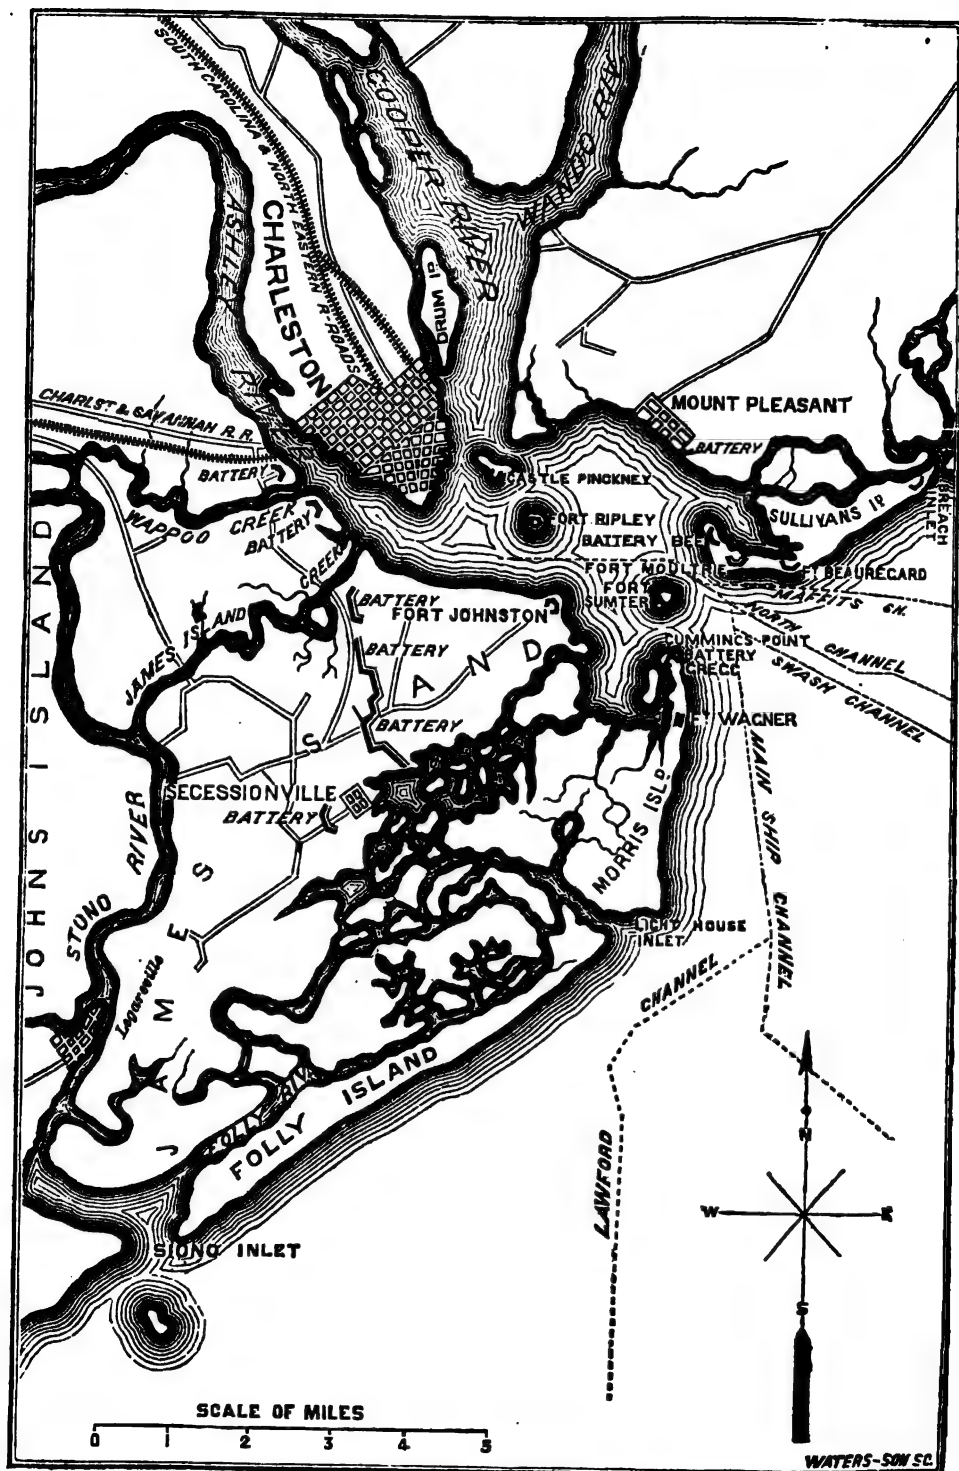 SOUTH CAROLINA & NORTH EASTERN R-ROADS
COOPER RIVER
WANDO RIV
ASHLEY RIVER
CHARLESTON
DRUM IS
CHARLST & SAVANNAH R.R.
BATTERY
MOUNT PLEASANT
BATTERY
CASTLE PINCKNEY
SULLIVANS IS
BREACH
INLET
WAPPOO CREEK
BATTERY
FORT RIPLEY
BATTERY BEE
FORT MOULTRIE
FT BEAUREGARD
JAMES ISLAND CREEK
BATTERY
FORT JOHNSTON
FORT
SUMTER
MAFFITS CH.
NORTH CHANNEL
SWASH CHANNEL
BATTERY
CUMMINCS POINT
BATTERY
GREGG
FT WAGNER
BATTERY
MAIN SHIP CHANNEL
SECESSIONVILLE
BATTERY
MORRIS ISLD
JOHNS ISLAND
STONO
RIVER
JAMES ISLAND
LIGHT HOUSE
INLET
Legareville
LAWFORD CHANNEL
FOLLY RIV.
FOLLY ISLAND
N
W
E
S
SIONO INLET
SCALE OF MILES
0 1 2 3 4 5
WATERS-SON SC.